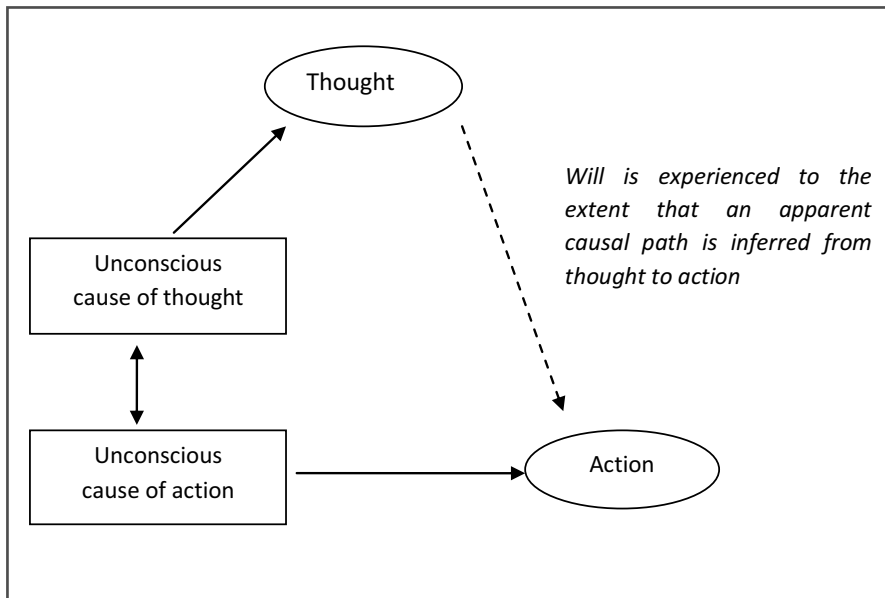 Thought
Will is experienced to the
extent that an apparent
causal path is inferred from
thought to action
Unconscious
cause of thought
Unconscious
cause of action
Action